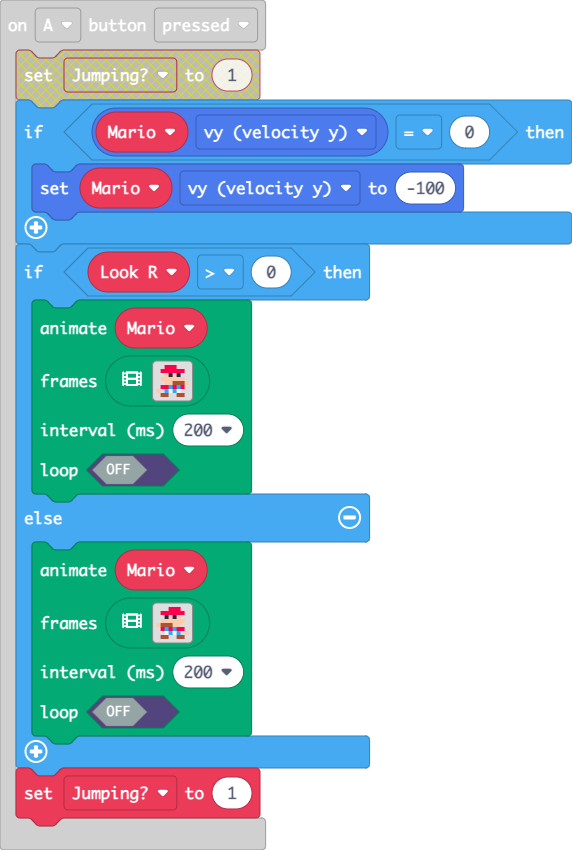 on A button pressed
set Jumping? to 1
if Mario vy (velocity y) = 0 then
set Mario vy (velocity y) to -100
if Look R > 0 then
animate Mario
frames
interval (ms) 200
loop OFF
else
animate Mario
frames
interval (ms) 200
loop OFF
set Jumping? to 1